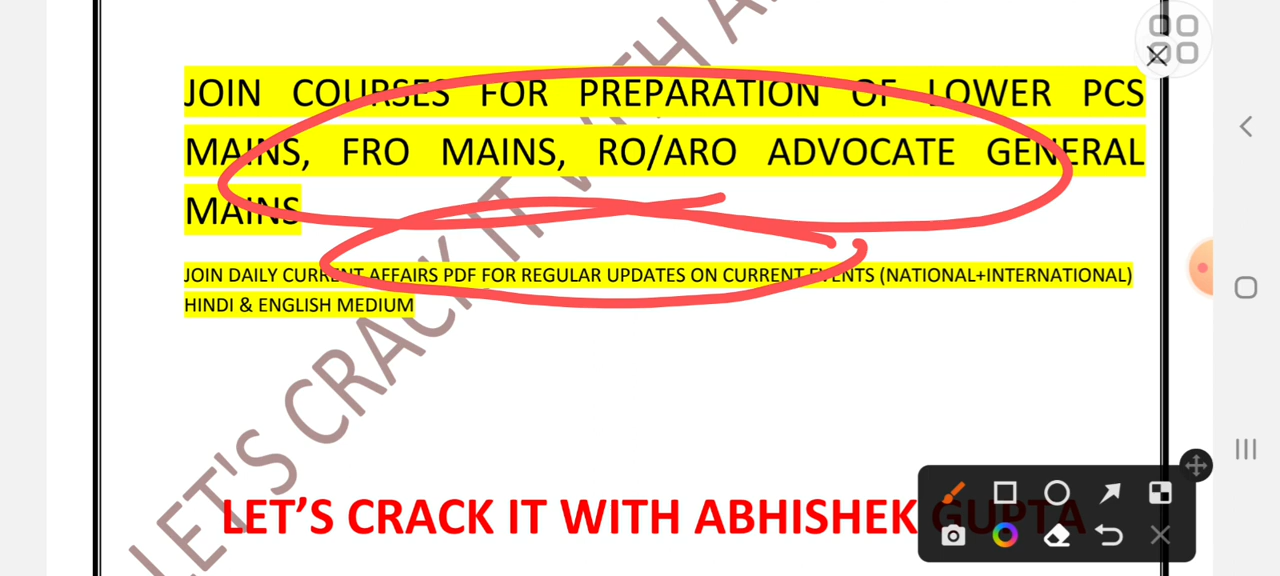 JOIN COURSES FOR PREPARATION OF LOWER PCS
MAINS, FRO MAINS, RO/ARO ADVOCATE GENERAL
MAINS
JOIN DAILY CURRENT AFFAIRS PDF FOR REGULAR UPDATES ON CURRENT EVENTS (NATIONAL+INTERNATIONAL)
HINDI & ENGLISH MEDIUM
LET'S CRACK IT WITH A
LET’S CRACK IT WITH ABHISHEK GUPTA